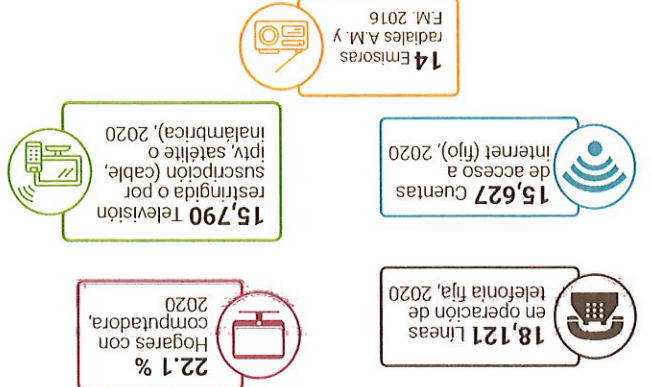 18,121 Líneas
en operación de
telefonía fija, 2020
22.1 %
Hogares con
computadora,
2020
15,627 Cuentas
de acceso a
internet (fijo), 2020
15,790 Televisión
restringida o por
suscripción (cable,
iptv, satélite o
inalámbrica), 2020
14 Emisoras
radiales A.M. y
F.M. 2016